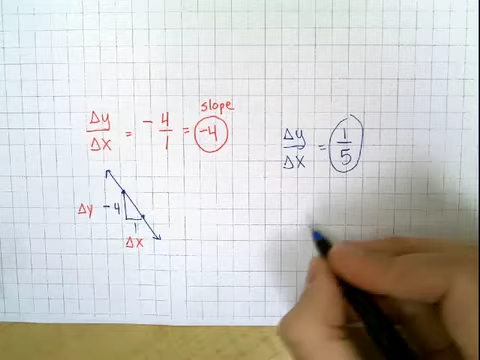 slope
Δy/Δx = -4/1 = -4
Δy/Δx = 1/5
Δy -4
1
Δx